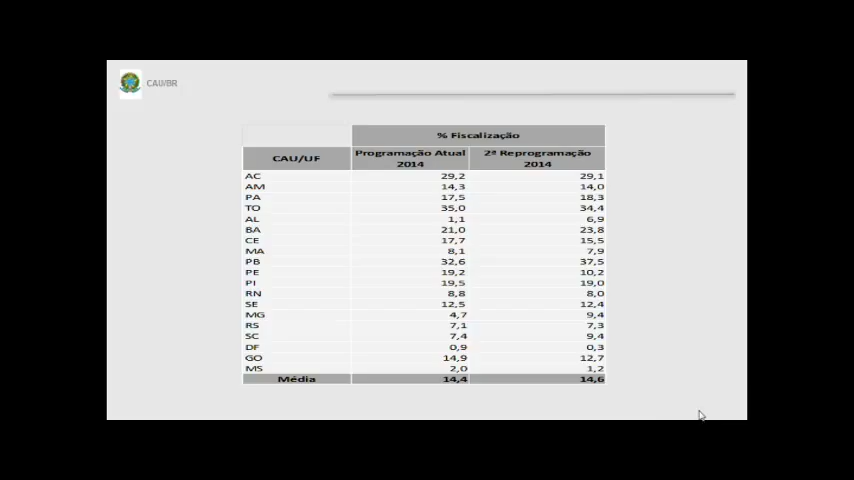 CAU/BR
% Fiscalização
CAU/UF Programação Atual 2014 2ª Reprogramação 2014
AC 29,2 29,1
AM 14,3 14,0
PA 17,5 18,3
TO 35,0 34,4
AL 1,1 6,9
BA 21,0 23,8
CE 17,7 15,5
MA 8,1 7,9
PB 32,6 37,5
PE 19,2 10,2
PI 19,5 19,0
RN 8,8 8,0
SE 12,5 12,4
MG 4,7 9,4
RS 7,1 7,3
SC 7,4 9,4
DF 0,9 0,3
GO 14,9 12,7
MS 2,0 1,2
Média 14,4 14,6